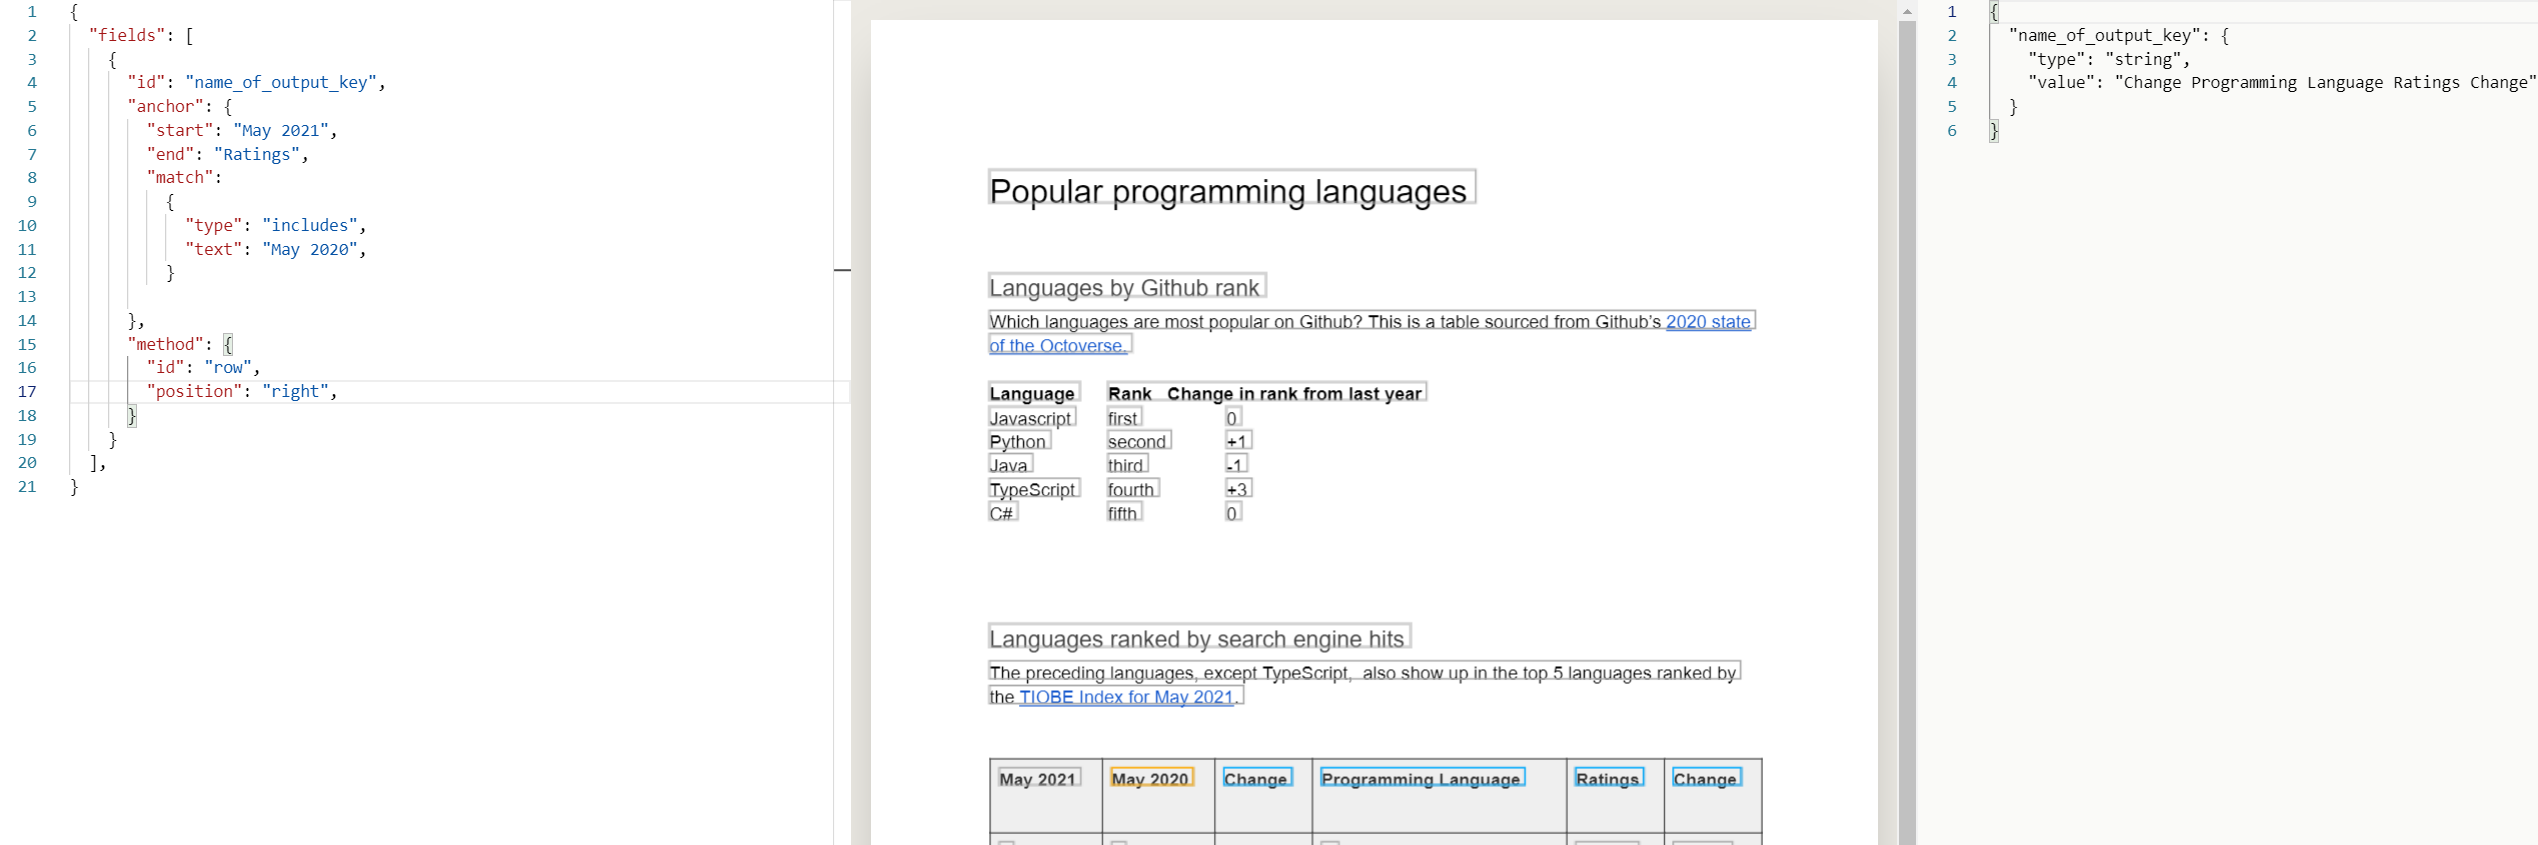 1 {
2 "fields": [
3 {
4 "id": "name_of_output_key",
5 "anchor": {
6 "start": "May 2021",
7 "end": "Ratings",
8 "match":
9 {
10 "type": "includes",
11 "text": "May 2020",
12 }
13
14 },
15 "method": {
16 "id": "row",
17 "position": "right",
18 }
19 }
20 ],
21 }
Popular programming languages
Languages by Github rank
Which languages are most popular on Github? This is a table sourced from Github's 2020 state
of the Octoverse.
Language Rank Change in rank from last year
Javascript first 0
Python second +1
Java third -1
TypeScript fourth +3
C# fifth 0
Languages ranked by search engine hits
The preceding languages, except TypeScript, also show up in the top 5 languages ranked by
the TIOBE Index for May 2021.
May 2021 May 2020 Change Programming Language Ratings Change
1 {
2 "name_of_output_key": {
3 "type": "string",
4 "value": "Change Programming Language Ratings Change"
5 }
6 }